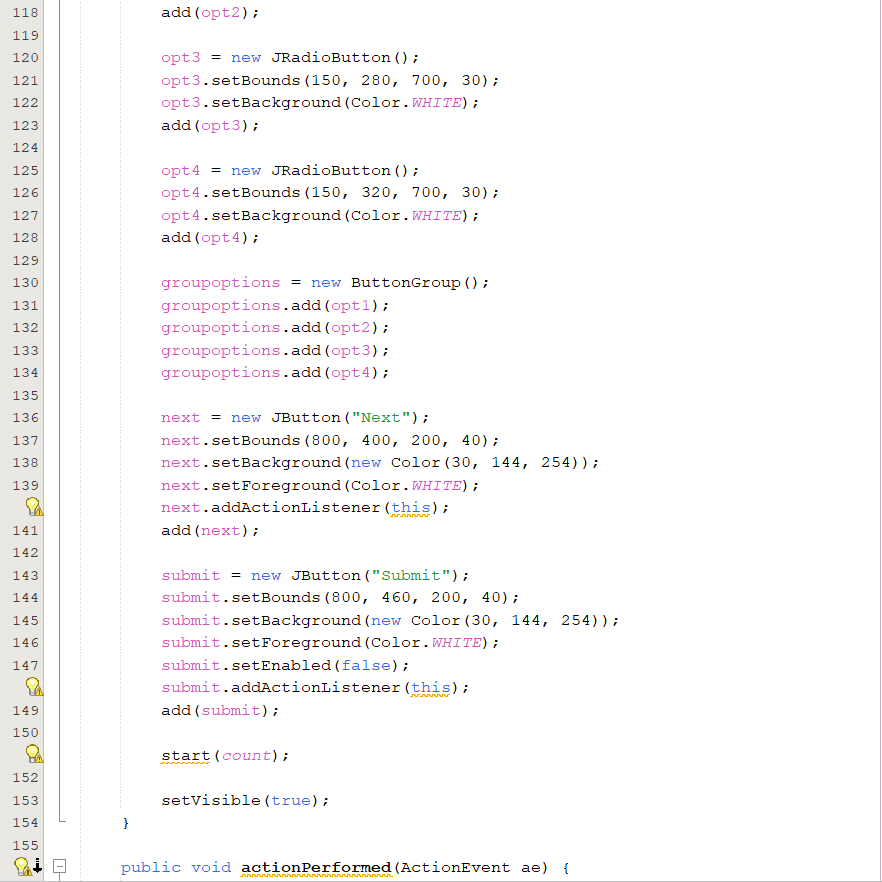 118 add(opt2);
119
120 opt3 = new JRadioButton();
121 opt3.setBounds(150, 280, 700, 30);
122 opt3.setBackground(Color.WHITE);
123 add(opt3);
124
125 opt4 = new JRadioButton();
126 opt4.setBounds(150, 320, 700, 30);
127 opt4.setBackground(Color.WHITE);
128 add(opt4);
129
130 groupoptions = new ButtonGroup();
131 groupoptions.add(opt1);
132 groupoptions.add(opt2);
133 groupoptions.add(opt3);
134 groupoptions.add(opt4);
135
136 next = new JButton("Next");
137 next.setBounds(800, 400, 200, 40);
138 next.setBackground(new Color(30, 144, 254));
139 next.setForeground(Color.WHITE);
next.addActionListener(this);
141 add(next);
142
143 submit = new JButton("Submit");
144 submit.setBounds(800, 460, 200, 40);
145 submit.setBackground(new Color(30, 144, 254));
146 submit.setForeground(Color.WHITE);
147 submit.setEnabled(false);
submit.addActionListener(this);
149 add(submit);
150
start(count);
152
153 setVisible(true);
154 }
155
public void actionPerformed(ActionEvent ae) {